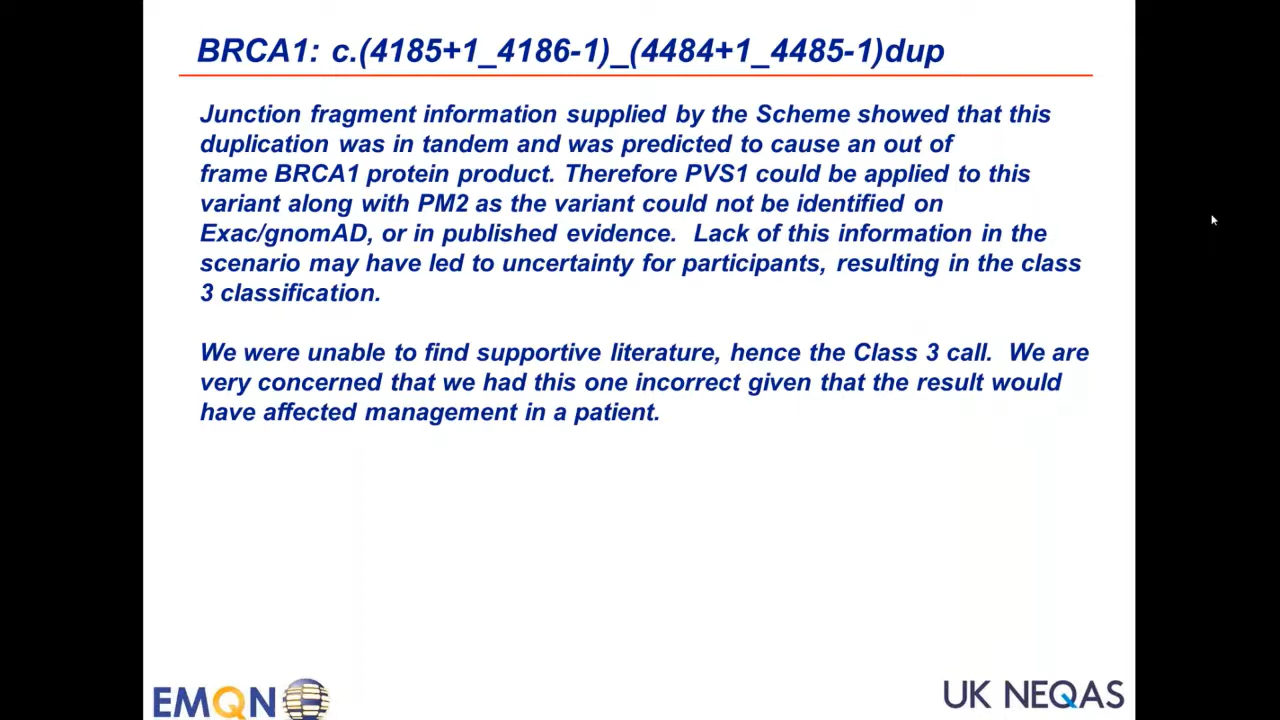 BRCA1: c.(4185+1_4186-1)_(4484+1_4485-1)dup
Junction fragment information supplied by the Scheme showed that this
duplication was in tandem and was predicted to cause an out of
frame BRCA1 protein product. Therefore PVS1 could be applied to this
variant along with PM2 as the variant could not be identified on
Exac/gnomAD, or in published evidence. Lack of this information in the
scenario may have led to uncertainty for participants, resulting in the class
3 classification.
We were unable to find supportive literature, hence the Class 3 call. We are
very concerned that we had this one incorrect given that the result would
have affected management in a patient.
EMQN
UK NEQAS